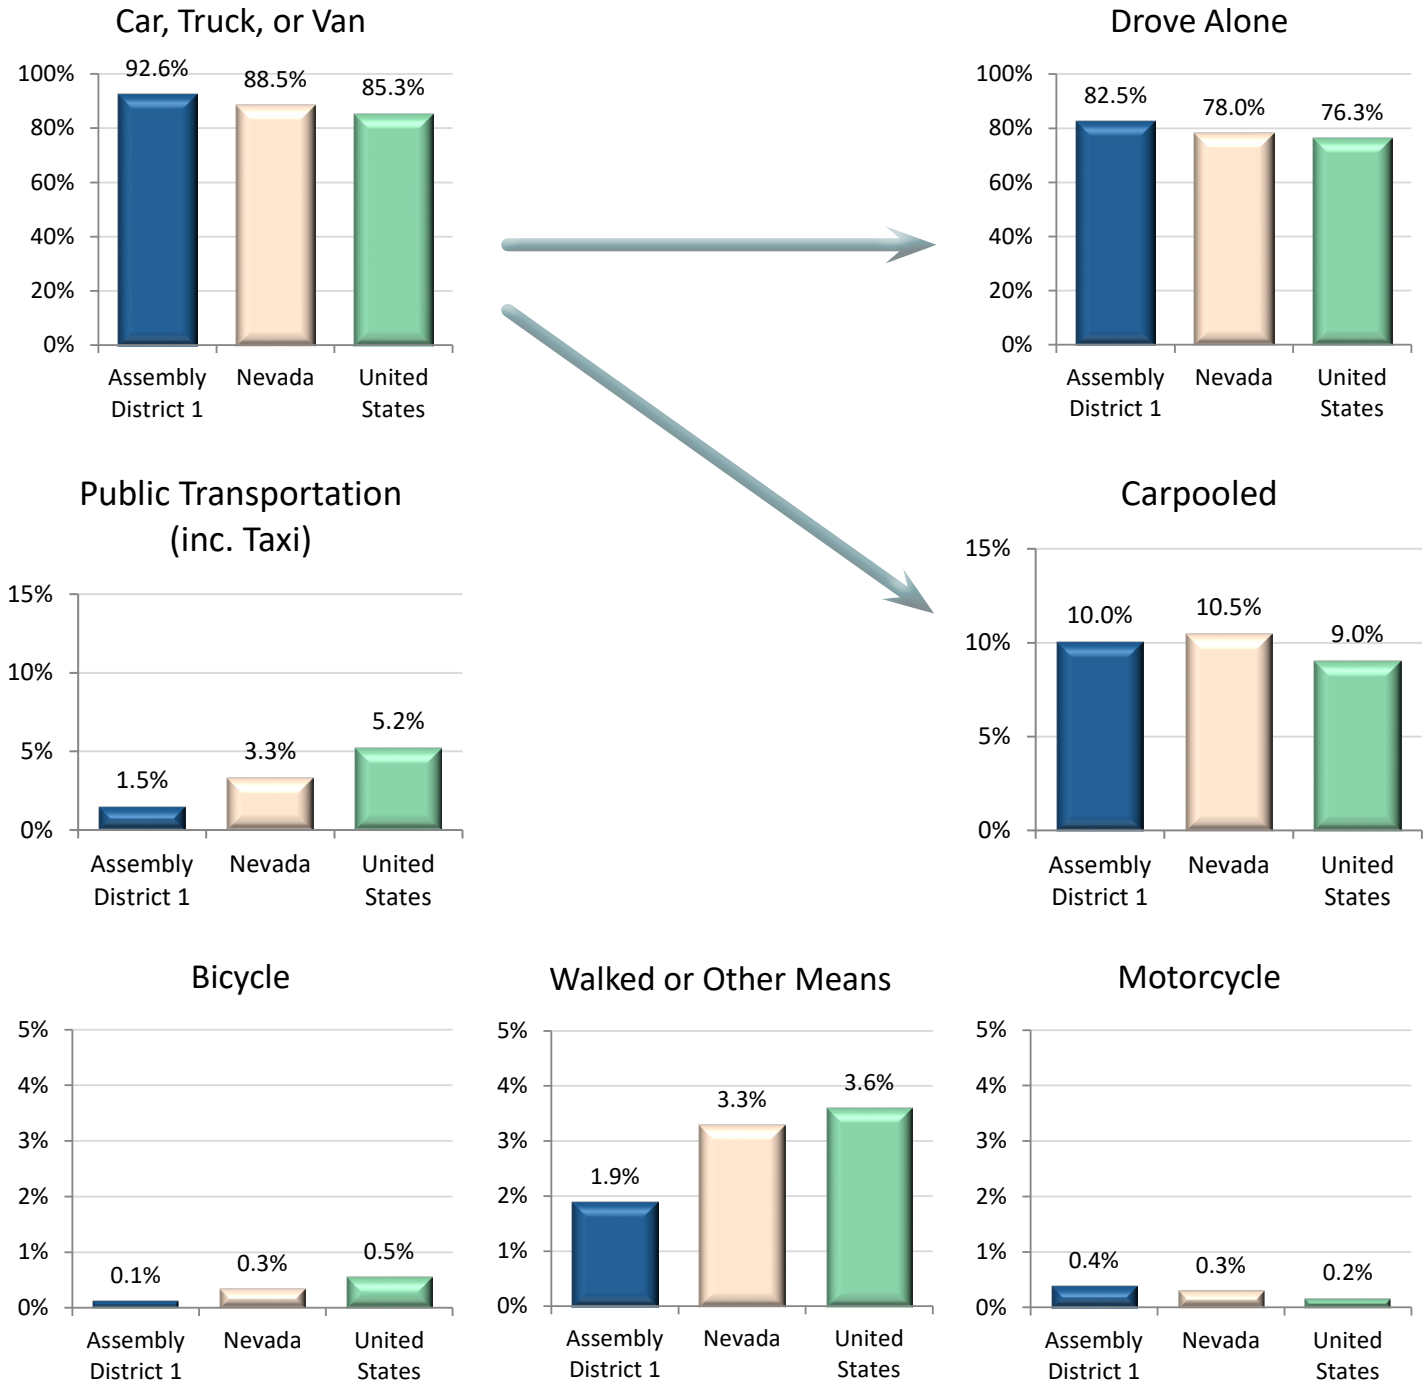 Car, Truck, or Van
100%
80%
60%
40%
20%
0%
92.6%
88.5%
85.3%
Assembly
District 1
Nevada
United
States
Drove Alone
100%
80%
60%
40%
20%
0%
82.5%
78.0%
76.3%
Assembly
District 1
Nevada
United
States
Public Transportation
(inc. Taxi)
15%
10%
5%
0%
1.5%
3.3%
5.2%
Assembly
District 1
Nevada
United
States
Carpooled
15%
10%
5%
0%
10.0%
10.5%
9.0%
Assembly
District 1
Nevada
United
States
Bicycle
5%
4%
3%
2%
1%
0%
0.1%
0.3%
0.5%
Assembly
District 1
Nevada
United
States
Walked or Other Means
5%
4%
3%
2%
1%
0%
1.9%
3.3%
3.6%
Assembly
District 1
Nevada
United
States
Motorcycle
5%
4%
3%
2%
1%
0%
0.4%
0.3%
0.2%
Assembly
District 1
Nevada
United
States